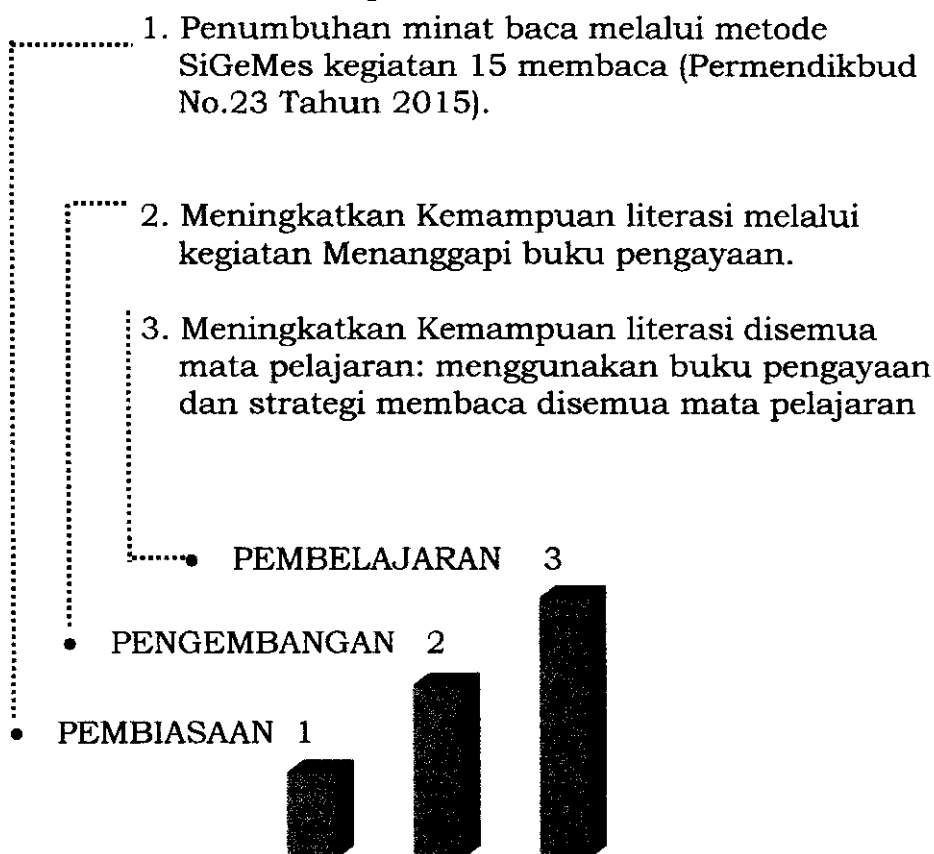 1. Penumbuhan minat baca melalui metode
SiGeMes kegiatan 15 membaca (Permendikbud
No.23 Tahun 2015).
2. Meningkatkan Kemampuan literasi melalui
kegiatan Menanggapi buku pengayaan.
3. Meningkatkan Kemampuan literasi disemua
mata pelajaran: menggunakan buku pengayaan
dan strategi membaca disemua mata pelajaran
• PEMBELAJARAN 3
• PENGEMBANGAN 2
• PEMBIASAAN 1